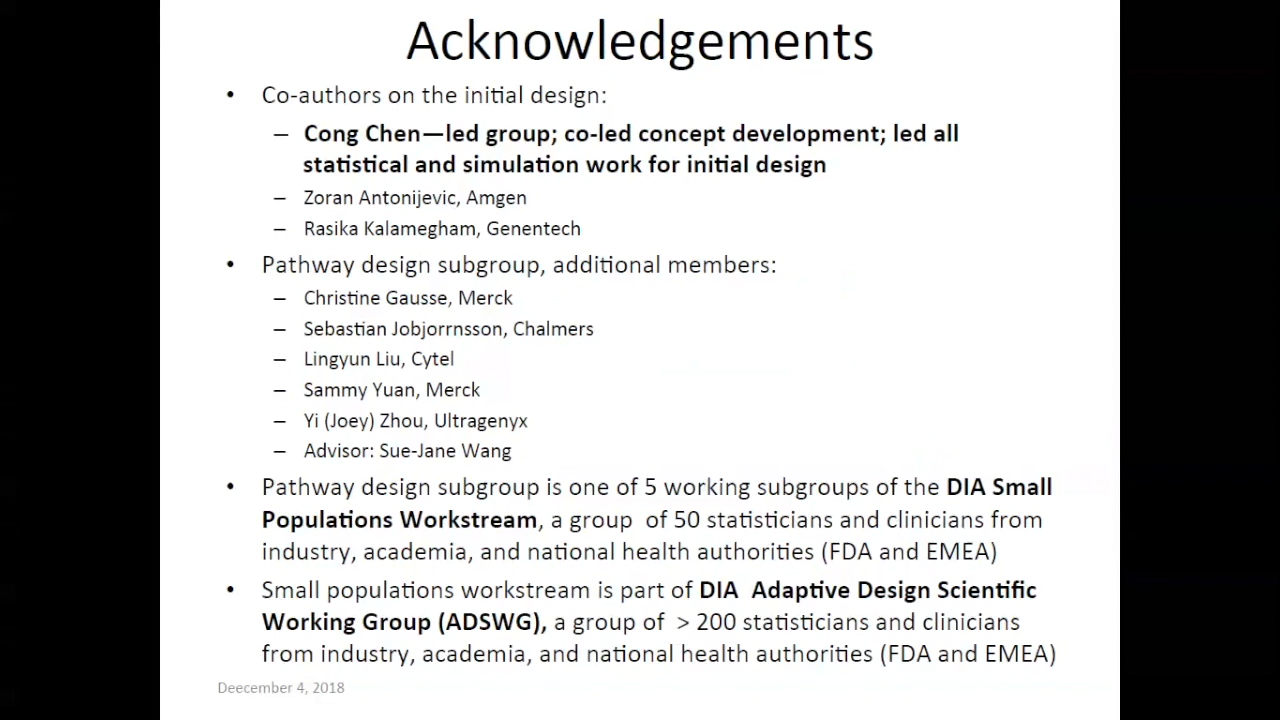 Acknowledgements
• Co-authors on the initial design:
– Cong Chen—led group; co-led concept development; led all
statistical and simulation work for initial design
– Zoran Antonijevic, Amgen
– Rasika Kalamegham, Genentech
• Pathway design subgroup, additional members:
– Christine Gausse, Merck
– Sebastian Jobjorrnsson, Chalmers
– Lingyun Liu, Cytel
– Sammy Yuan, Merck
– Yi (Joey) Zhou, Ultragenyx
– Advisor: Sue-Jane Wang
• Pathway design subgroup is one of 5 working subgroups of the DIA Small
Populations Workstream, a group of 50 statisticians and clinicians from
industry, academia, and national health authorities (FDA and EMEA)
• Small populations workstream is part of DIA Adaptive Design Scientific
Working Group (ADSWG), a group of > 200 statisticians and clinicians
from industry, academia, and national health authorities (FDA and EMEA)
Deecember 4, 2018